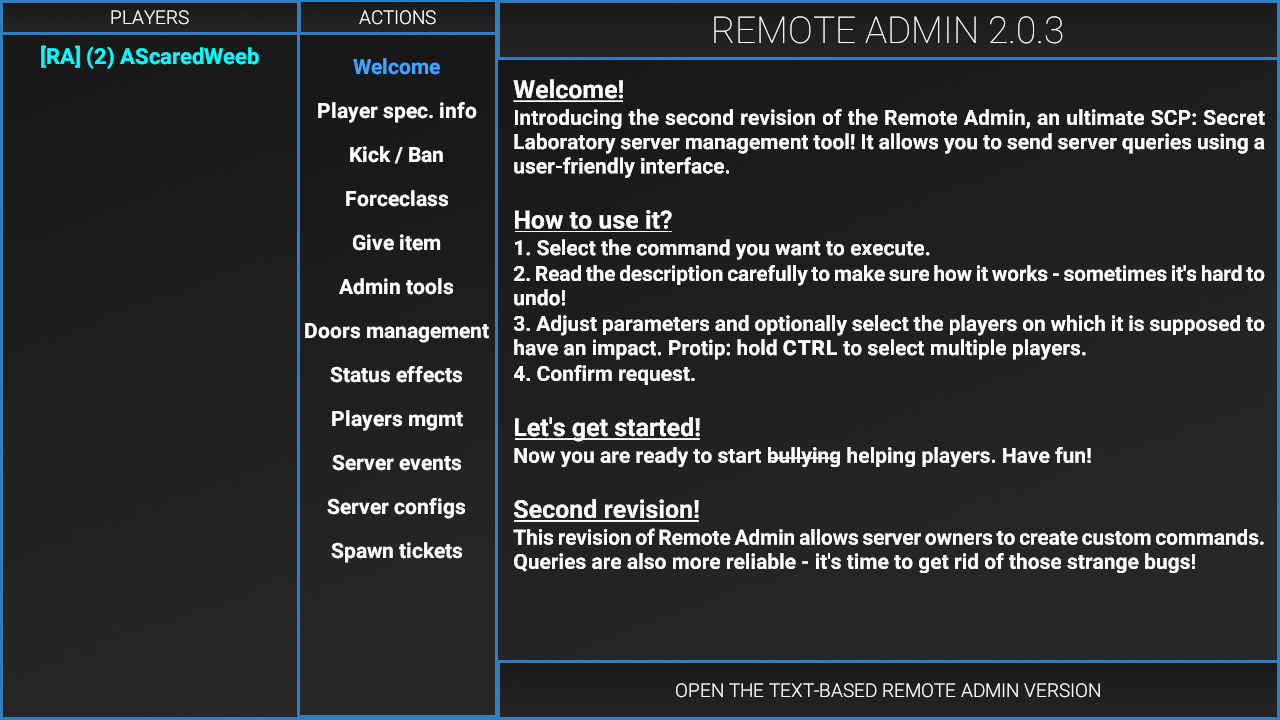 PLAYERS
[RA] (2) AScaredWeeb
ACTIONS
Welcome
Player spec. info
Kick / Ban
Forceclass
Give item
Admin tools
Doors management
Status effects
Players mgmt
Server events
Server configs
Spawn tickets
REMOTE ADMIN 2.0.3
Welcome!
Introducing the second revision of the Remote Admin, an ultimate SCP: Secret
Laboratory server management tool! It allows you to send server queries using a
user-friendly interface.
How to use it?
1. Select the command you want to execute.
2. Read the description carefully to make sure how it works - sometimes it's hard to
undo!
3. Adjust parameters and optionally select the players on which it is supposed to
have an impact. Protip: hold CTRL to select multiple players.
4. Confirm request.
Let's get started!
Now you are ready to start bullying helping players. Have fun!
Second revision!
This revision of Remote Admin allows server owners to create custom commands.
Queries are also more reliable - it's time to get rid of those strange bugs!
OPEN THE TEXT-BASED REMOTE ADMIN VERSION